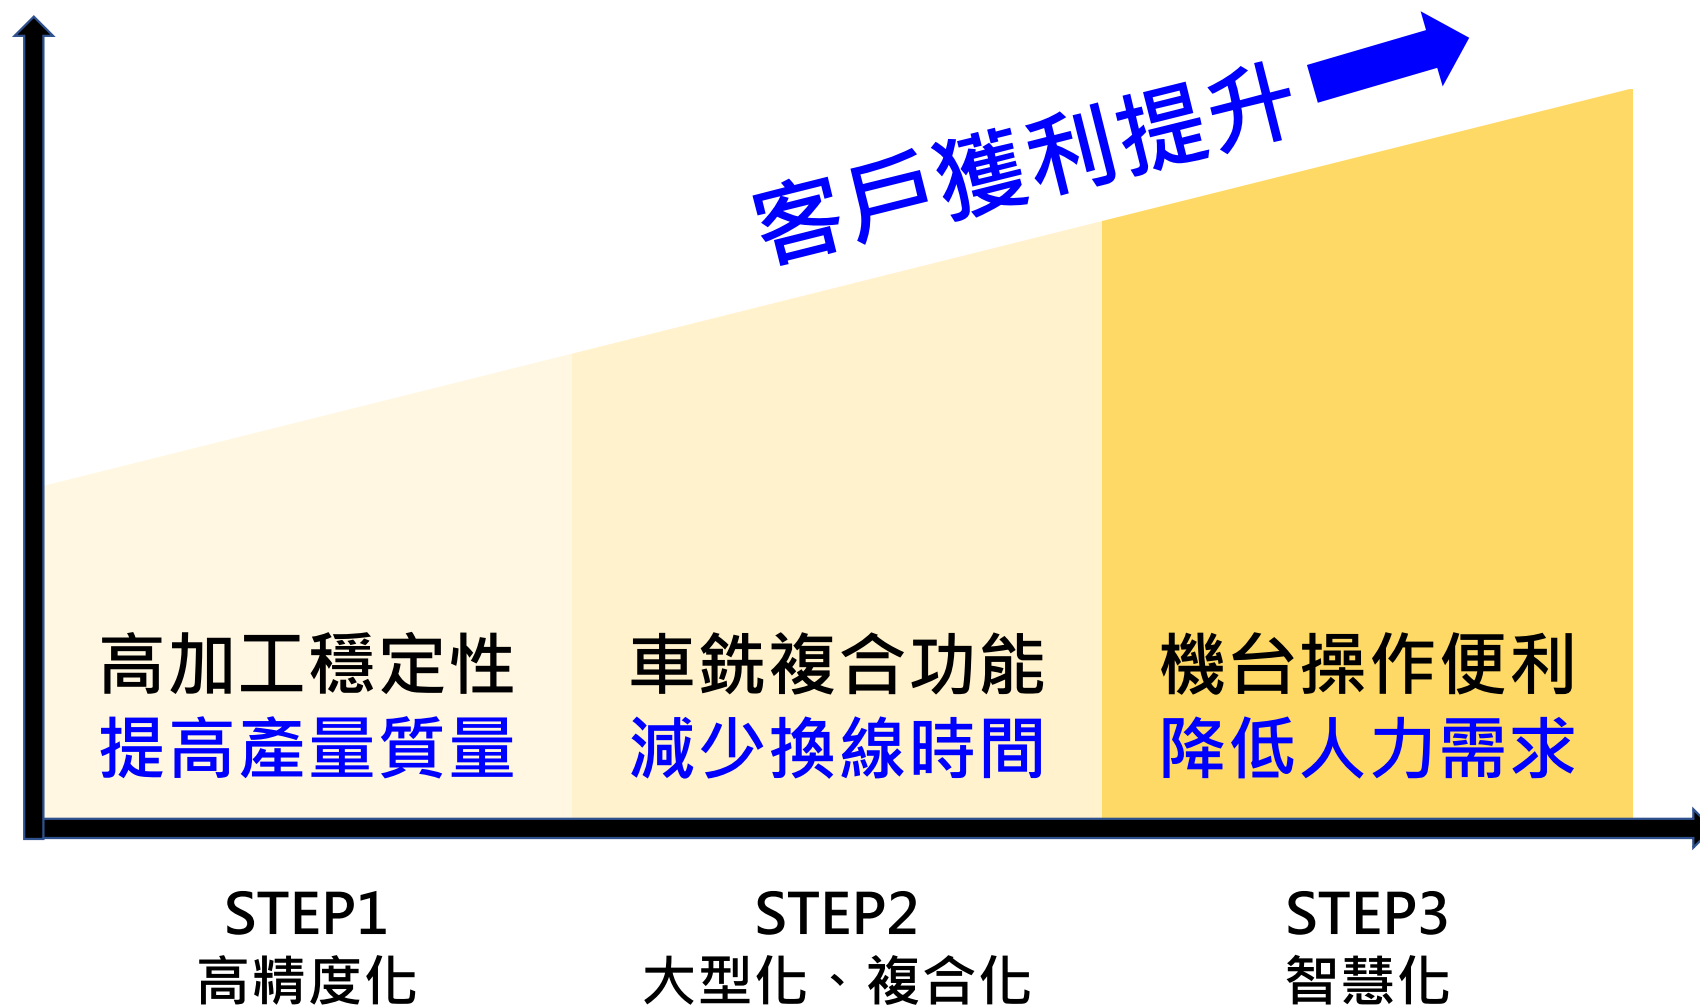 客戶獲利提升
高加工穩定性
提高產量質量
車銑複合功能
減少換線時間
機台操作便利
降低人力需求
STEP1
高精度化
STEP2
大型化、複合化
STEP3
智慧化